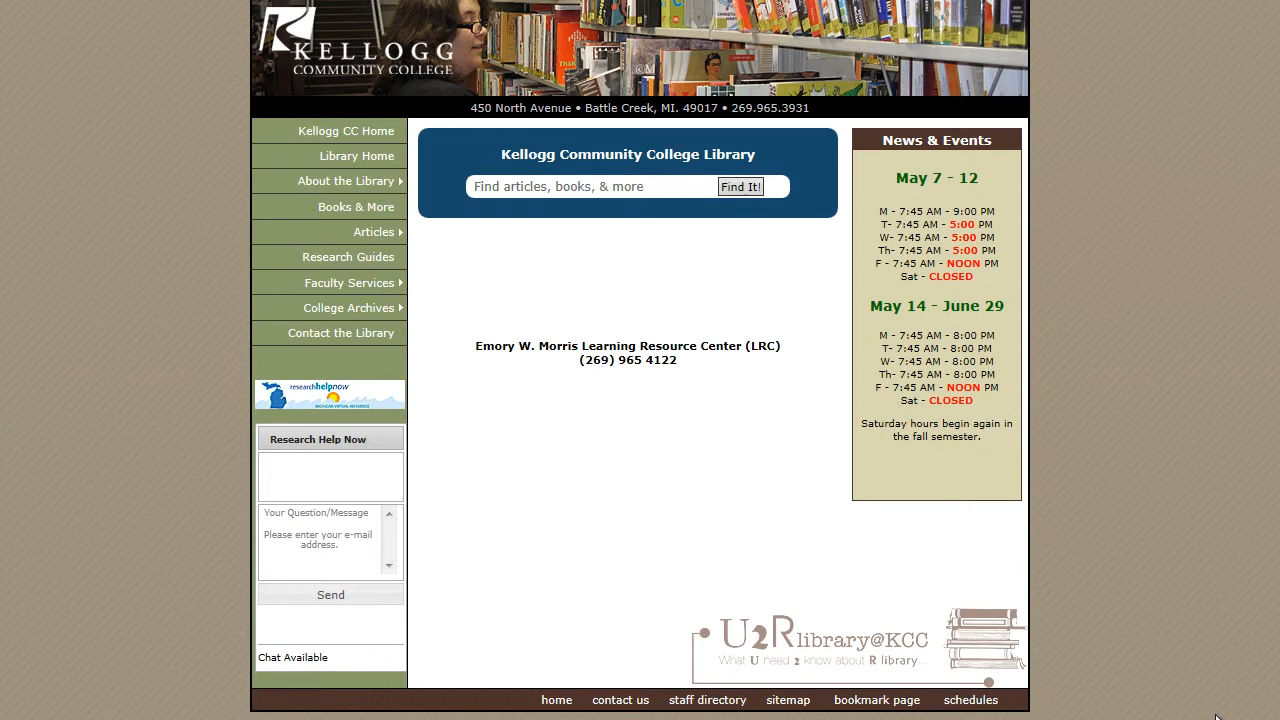 KELLOGG
COMMUNITY COLLEGE
450 North Avenue • Battle Creek, MI. 49017 • 269.965.3931
Kellogg CC Home
Library Home
About the Library
Books & More
Articles
Research Guides
Faculty Services
College Archives
Contact the Library
researchhelpnow
MICHIGAN VIRTUAL REFERENCE
Research Help Now
Your Question/Message
Please enter your e-mail
address.
Send
Chat Available
Kellogg Community College Library
Find articles, books, & more
Find It!
Emory W. Morris Learning Resource Center (LRC)
(269) 965 4122
News & Events
May 7 - 12
M - 7:45 AM - 9:00 PM
T- 7:45 AM - 5:00 PM
W- 7:45 AM - 5:00 PM
Th- 7:45 AM - 5:00 PM
F - 7:45 AM - NOON PM
Sat - CLOSED
May 14 - June 29
M - 7:45 AM - 8:00 PM
T- 7:45 AM - 8:00 PM
W- 7:45 AM - 8:00 PM
Th- 7:45 AM - 8:00 PM
F - 7:45 AM - NOON PM
Sat - CLOSED
Saturday hours begin again in
the fall semester.
U2Rlibrary@KCC
What U need 2 know about R library...
home
contact us
staff directory
sitemap
bookmark page
schedules